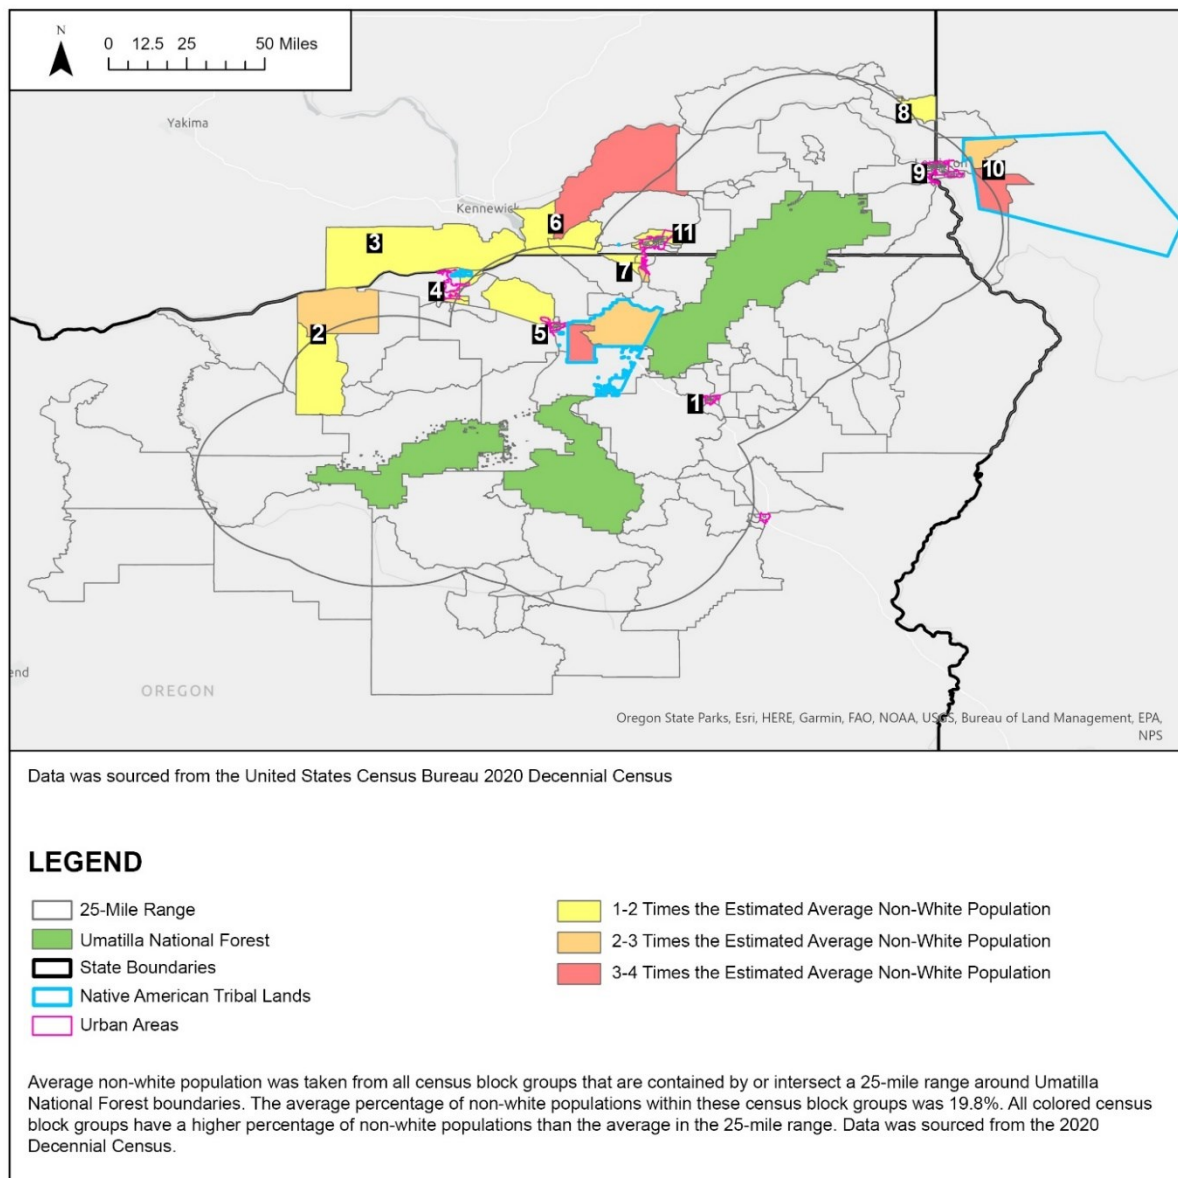 N
0 12.5 25 50 Miles
Yakima
8
9
10
Kennewick
6
11
3
7
4
2
5
1
end
OREGON
Oregon State Parks, Esri, HERE, Garmin, FAO, NOAA, USGS, Bureau of Land Management, EPA,
NPS
Data was sourced from the United States Census Bureau 2020 Decennial Census
LEGEND
25-Mile Range
Umatilla National Forest
State Boundaries
Native American Tribal Lands
Urban Areas
1-2 Times the Estimated Average Non-White Population
2-3 Times the Estimated Average Non-White Population
3-4 Times the Estimated Average Non-White Population
Average non-white population was taken from all census block groups that are contained by or intersect a 25-mile range around Umatilla
National Forest boundaries. The average percentage of non-white populations within these census block groups was 19.8%. All colored census
block groups have a higher percentage of non-white populations than the average in the 25-mile range. Data was sourced from the 2020
Decennial Census.